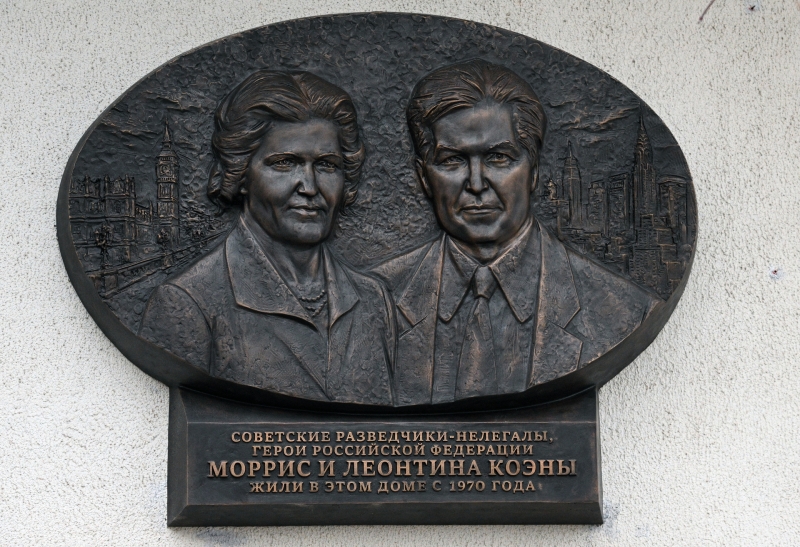 СОВЕТСКИЕ РАЗВЕДЧИКИ-НЕЛЕГАЛЫ,
ГЕРОИ РОССИЙСКОЙ ФЕДЕРАЦИИ
МОРРИС И ЛЕОНТИНА КОЭНЫ
ЖИЛИ В ЭТОМ ДОМЕ С 1970 ГОДА